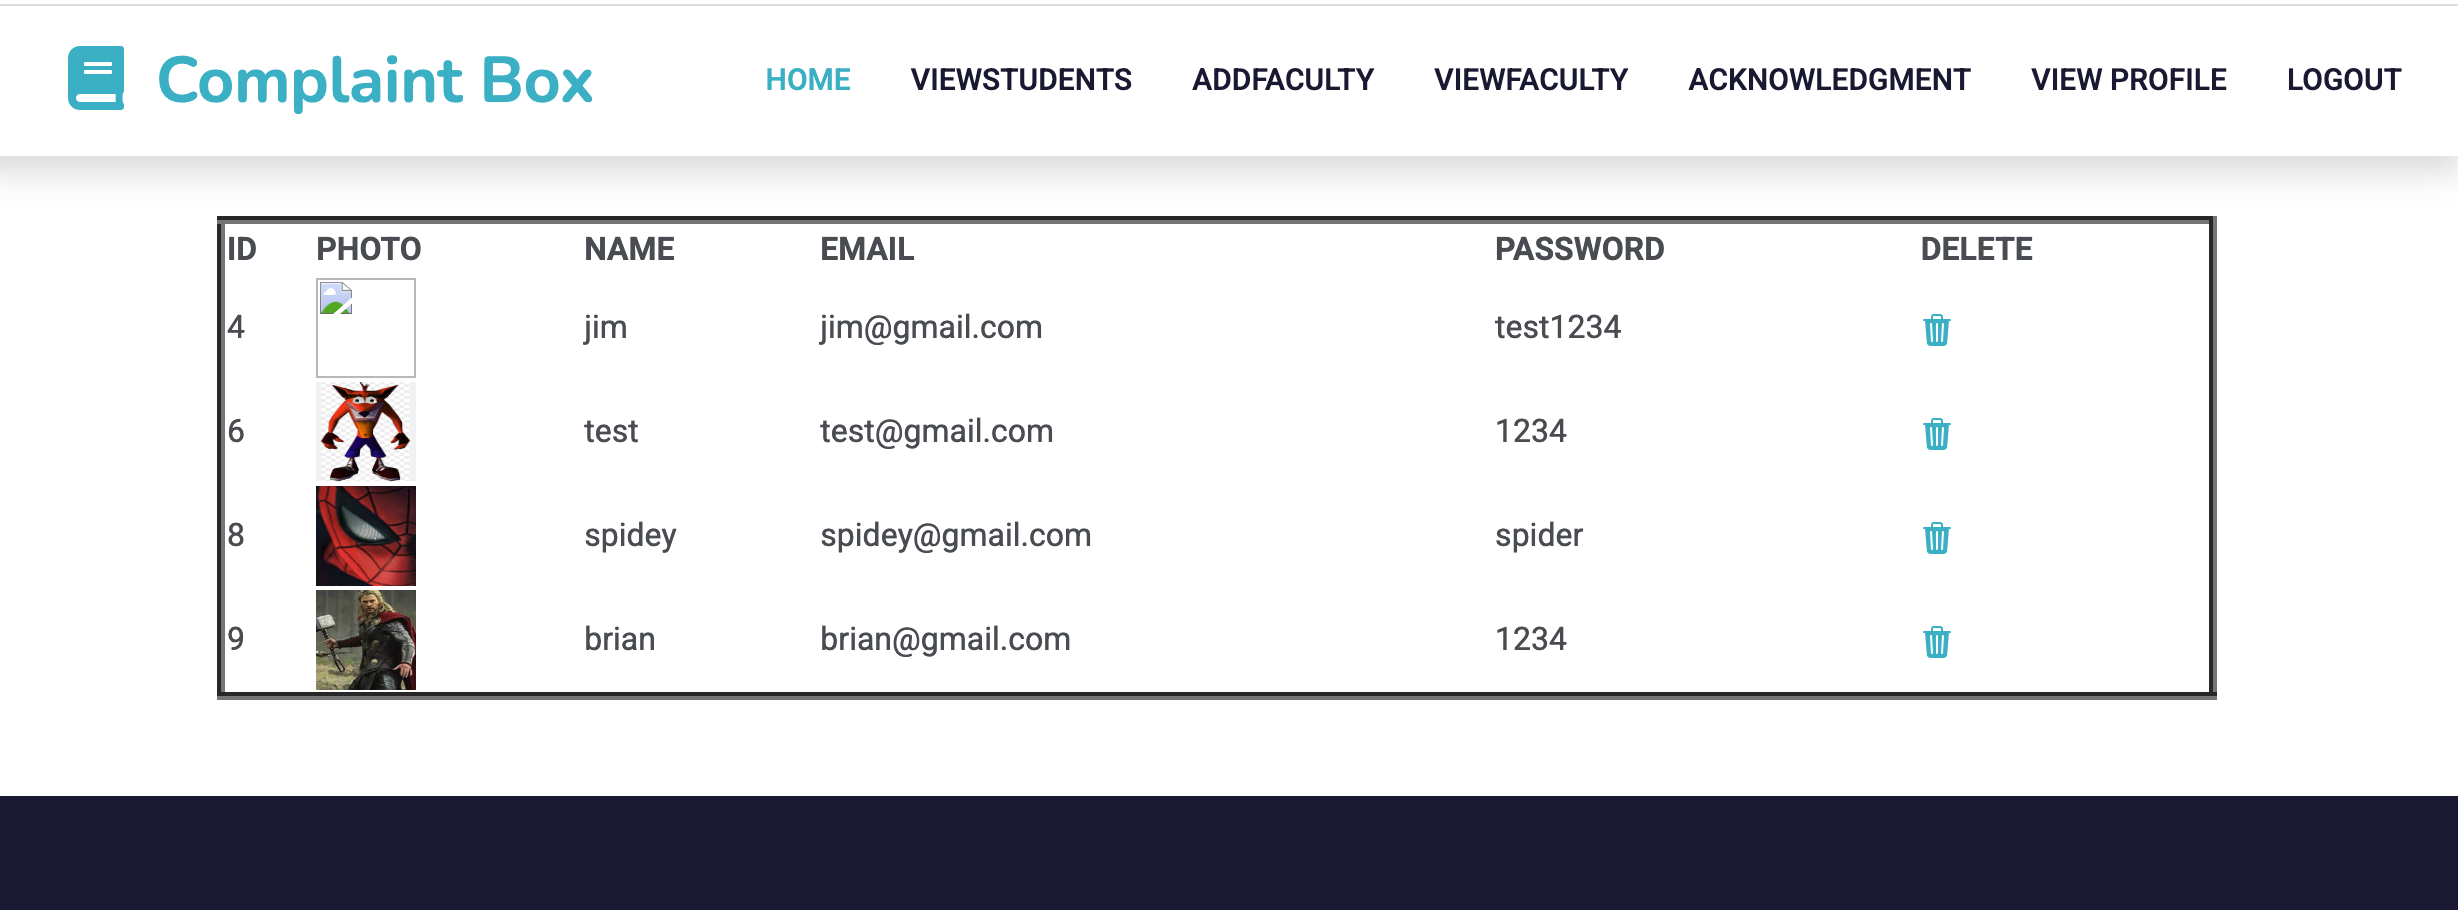 Complaint Box HOME VIEWSTUDENTS ADDFACULTY VIEWFACULTY ACKNOWLEDGMENT VIEW PROFILE LOGOUT
ID PHOTO NAME EMAIL PASSWORD DELETE
4 jim jim@gmail.com test1234
6 test test@gmail.com 1234
8 spidey spidey@gmail.com spider
9 brian brian@gmail.com 1234